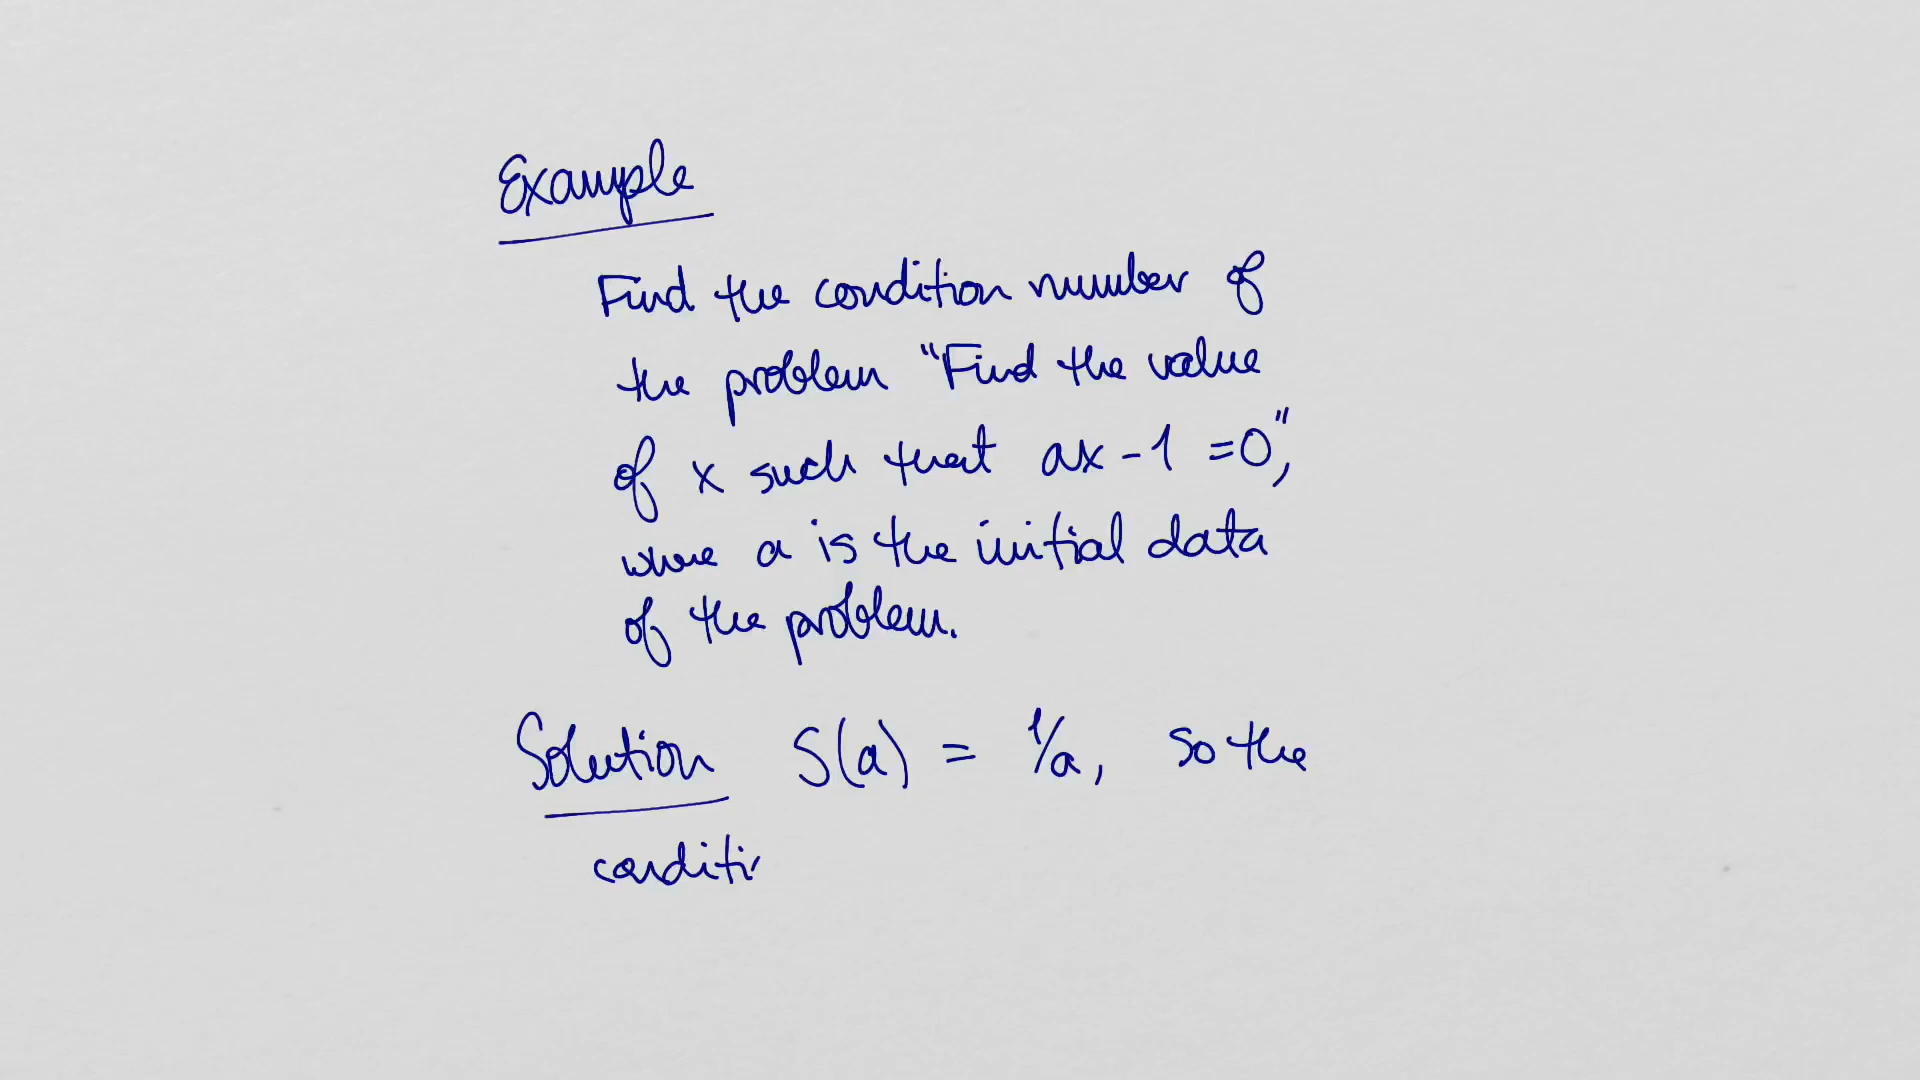 Example
Find the condition number of
the problem "Find the value
of x such that ax - 1 = 0",
where a is the initial data
of the problem.
Solution S(a) = 1/a, so the
conditi